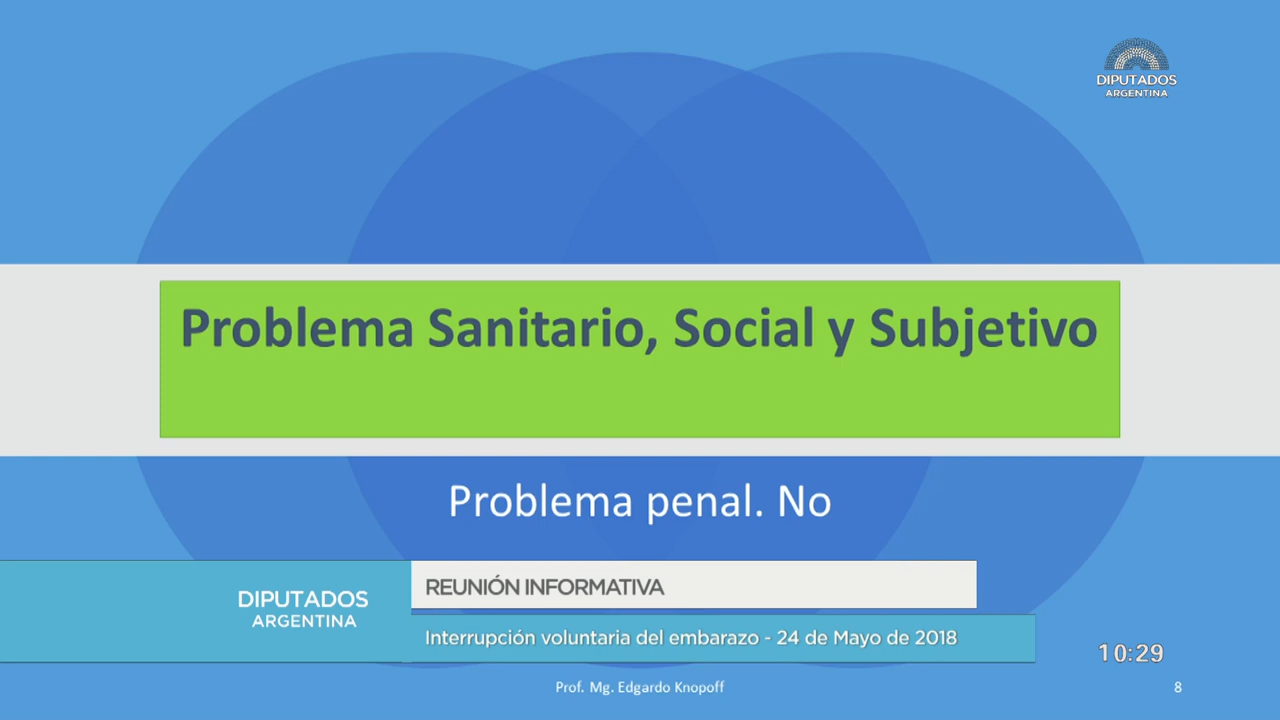 DIPUTADOS
ARGENTINA
Problema Sanitario, Social y Subjetivo
Problema penal. No
DIPUTADOS
ARGENTINA
REUNIÓN INFORMATIVA
Interrupción voluntaria del embarazo - 24 de Mayo de 2018
10:29
Prof. Mg. Edgardo Knopoff
8